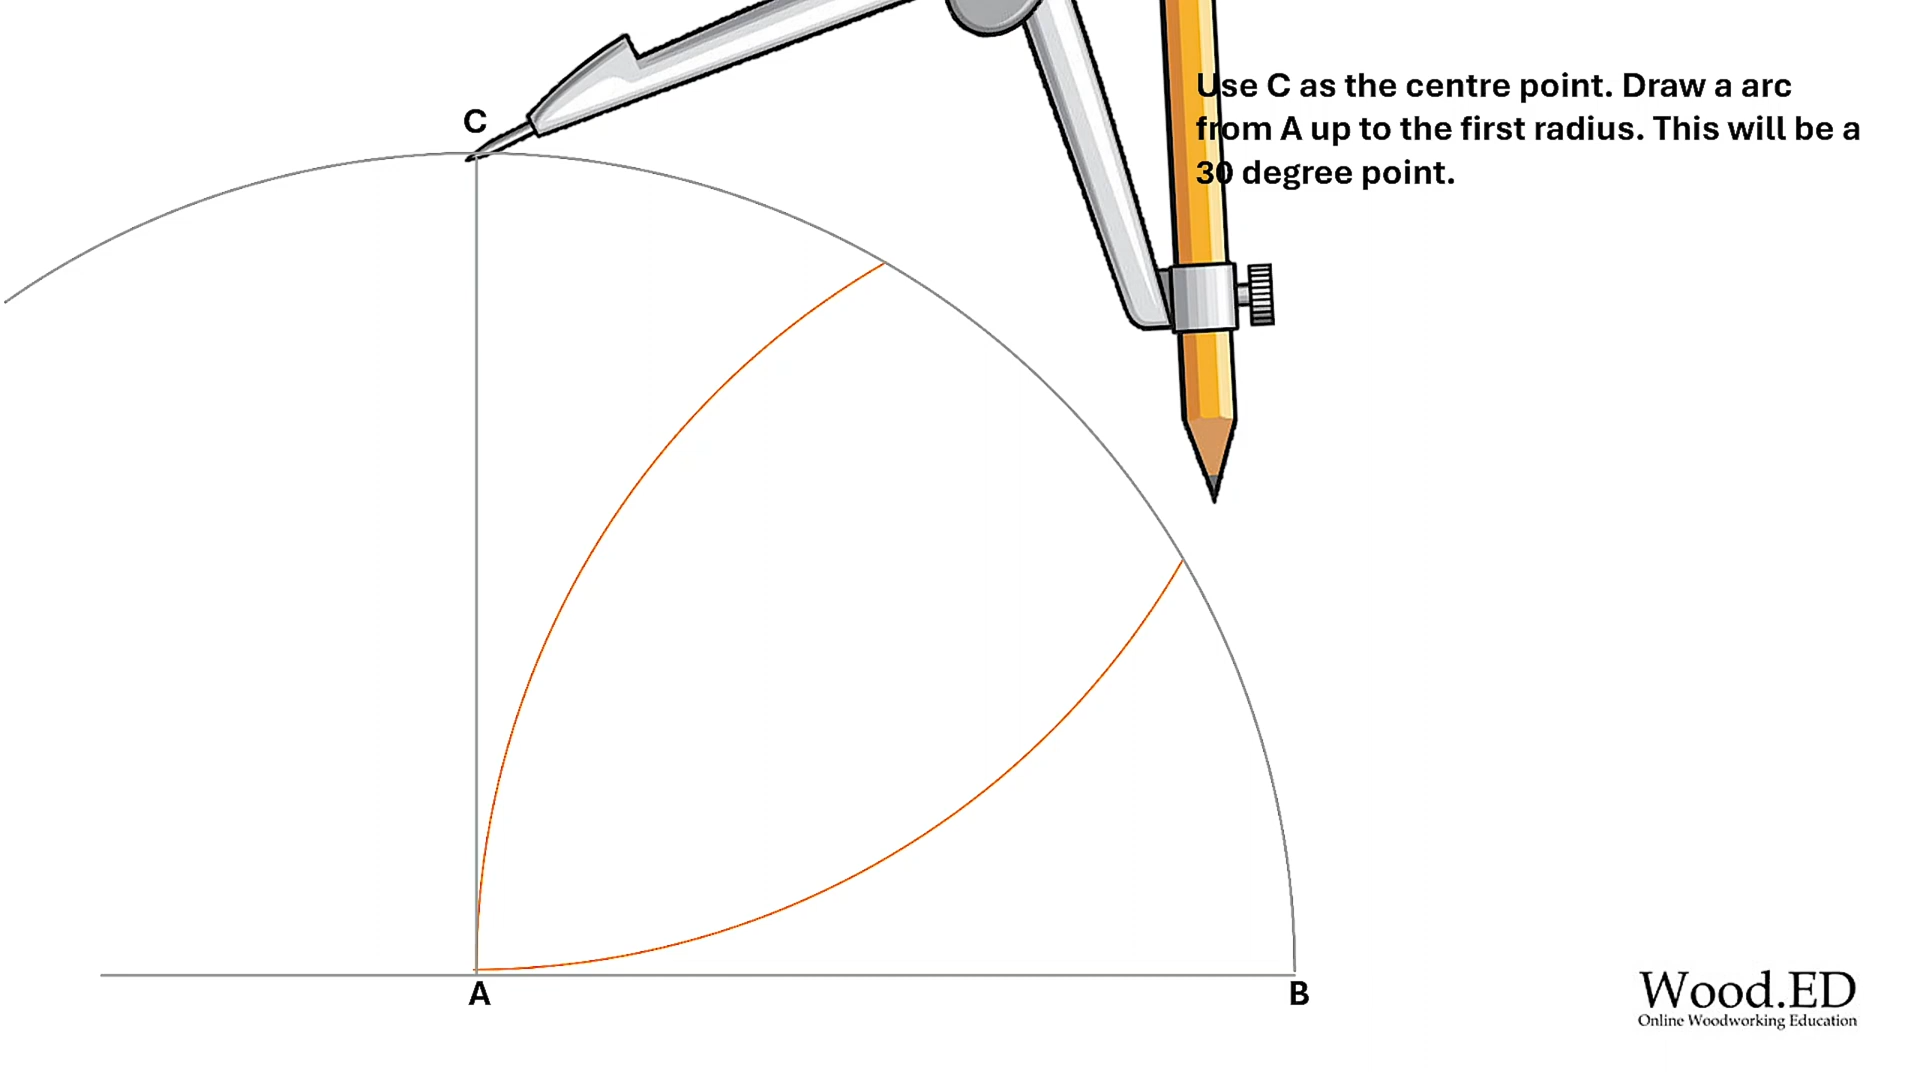 C
Use C as the centre point. Draw a arc
from A up to the first radius. This will be a
30 degree point.
A
B
Wood.ED
Online Woodworking Education